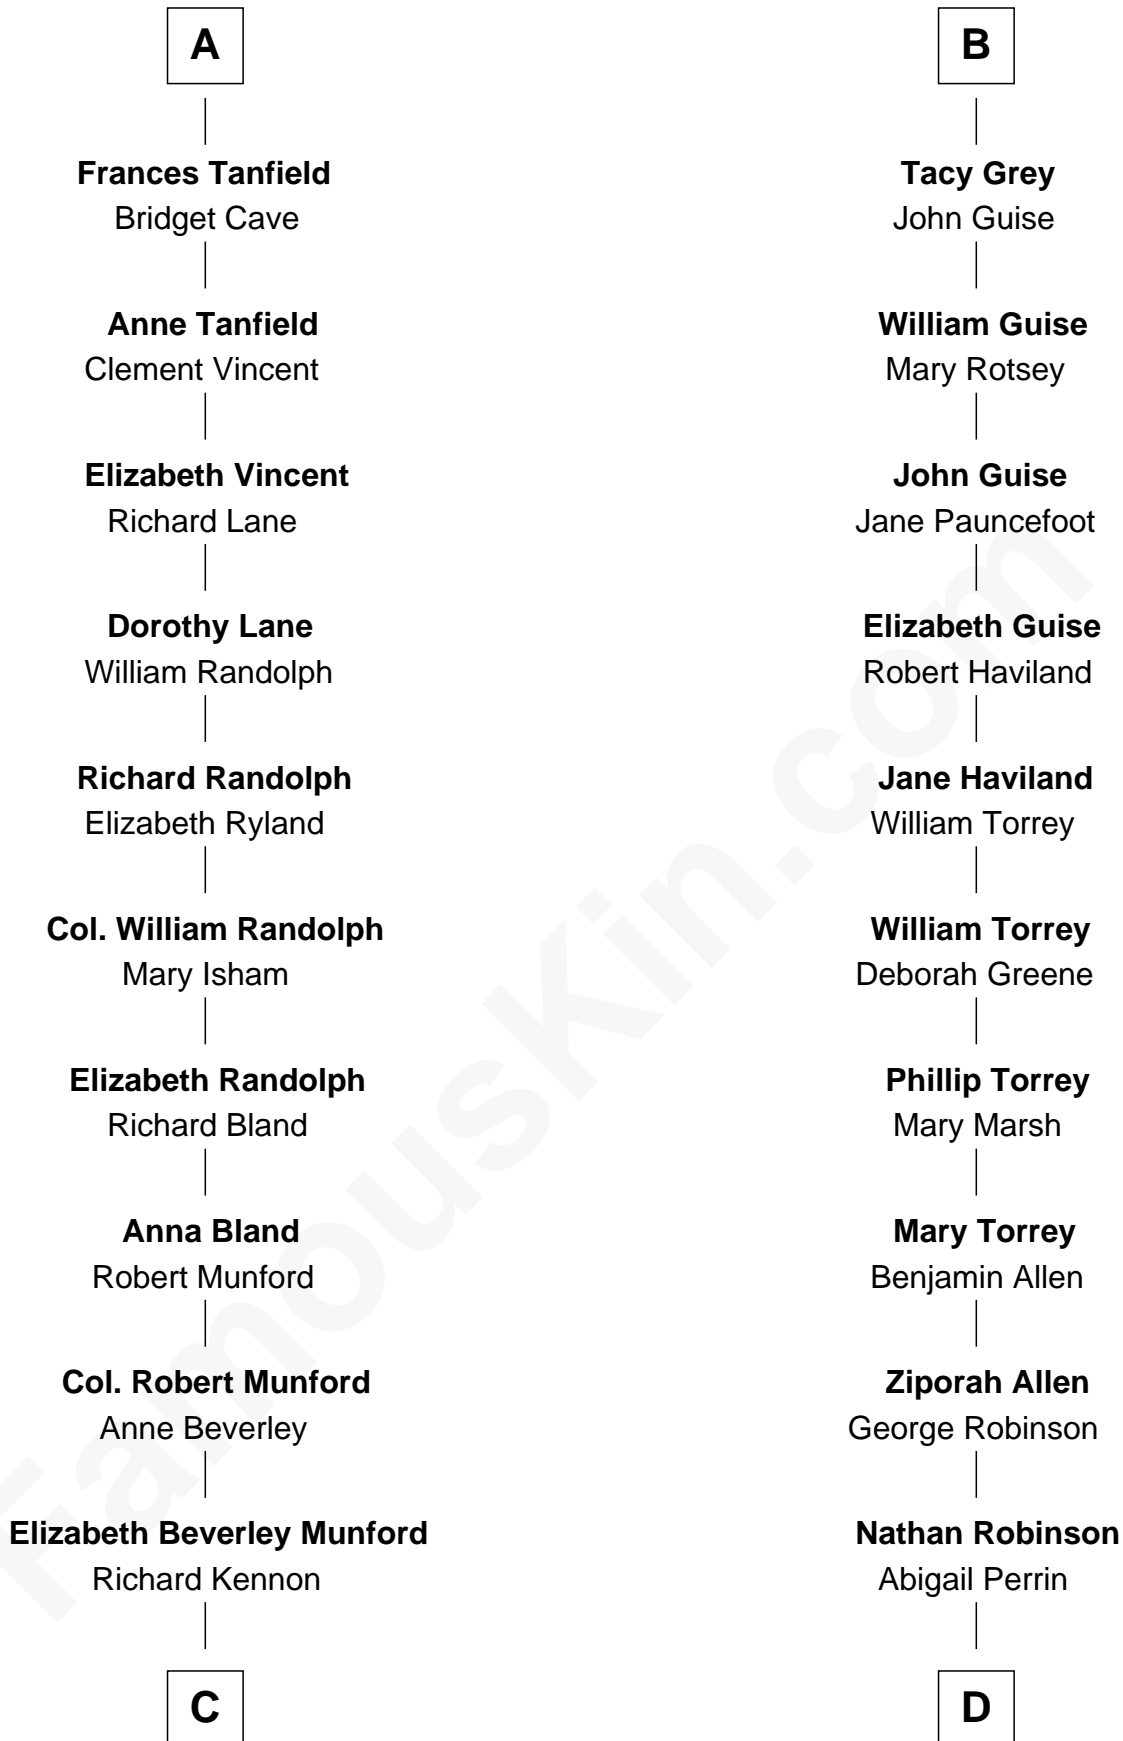 A
Frances Tanfield
Bridget Cave
Anne Tanfield
Clement Vincent
Elizabeth Vincent
Richard Lane
Dorothy Lane
William Randolph
Richard Randolph
Elizabeth Ryland
Col. William Randolph
Mary Isham
Elizabeth Randolph
Richard Bland
Anna Bland
Robert Munford
Col. Robert Munford
Anne Beverley
Elizabeth Beverley Munford
Richard Kennon
C
B
Tacy Grey
John Guise
William Guise
Mary Rotsey
John Guise
Jane Pauncefoot
Elizabeth Guise
Robert Haviland
Jane Haviland
William Torrey
William Torrey
Deborah Greene
Phillip Torrey
Mary Marsh
Mary Torrey
Benjamin Allen
Ziporah Allen
George Robinson
Nathan Robinson
Abigail Perrin
D
FamousKin.com